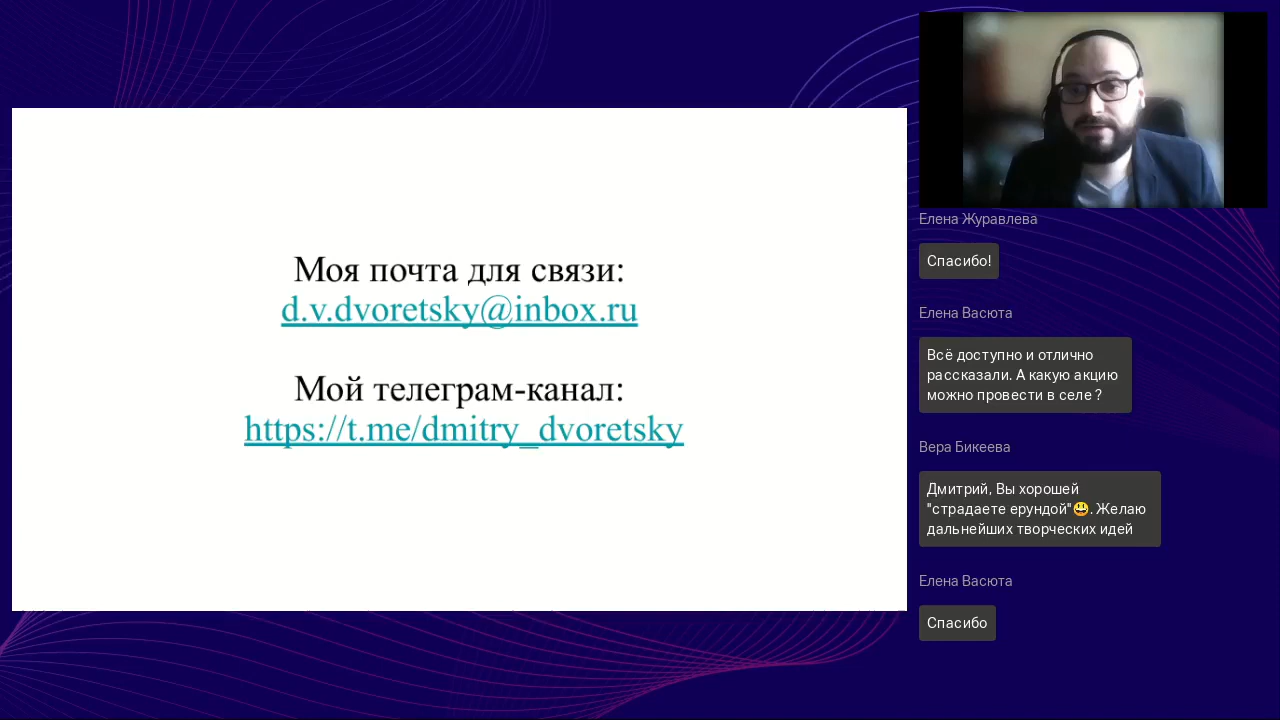 Моя почта для связи:
d.v.dvoretsky@inbox.ru
Мой телеграм-канал:
https://t.me/dmitry_dvoretsky
Елена Журавлева
Спасибо!
Елена Васюта
Всё доступно и отлично
рассказали. А какую акцию
можно провести в селе ?
Вера Бикеева
Дмитрий, Вы хорошей
"страдаете ерундой"😃. Желаю
дальнейших творческих идей
Елена Васюта
Спасибо